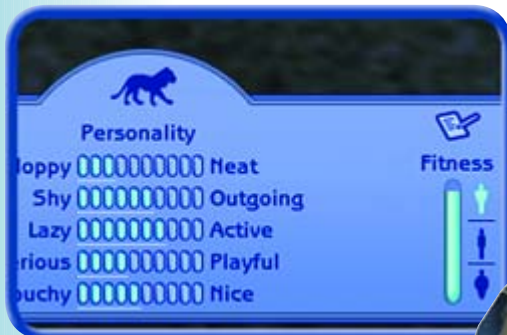 Personality
loppy Neat
Fitness
Shy Outgoing
Lazy Active
rious Playful
ouchy Nice